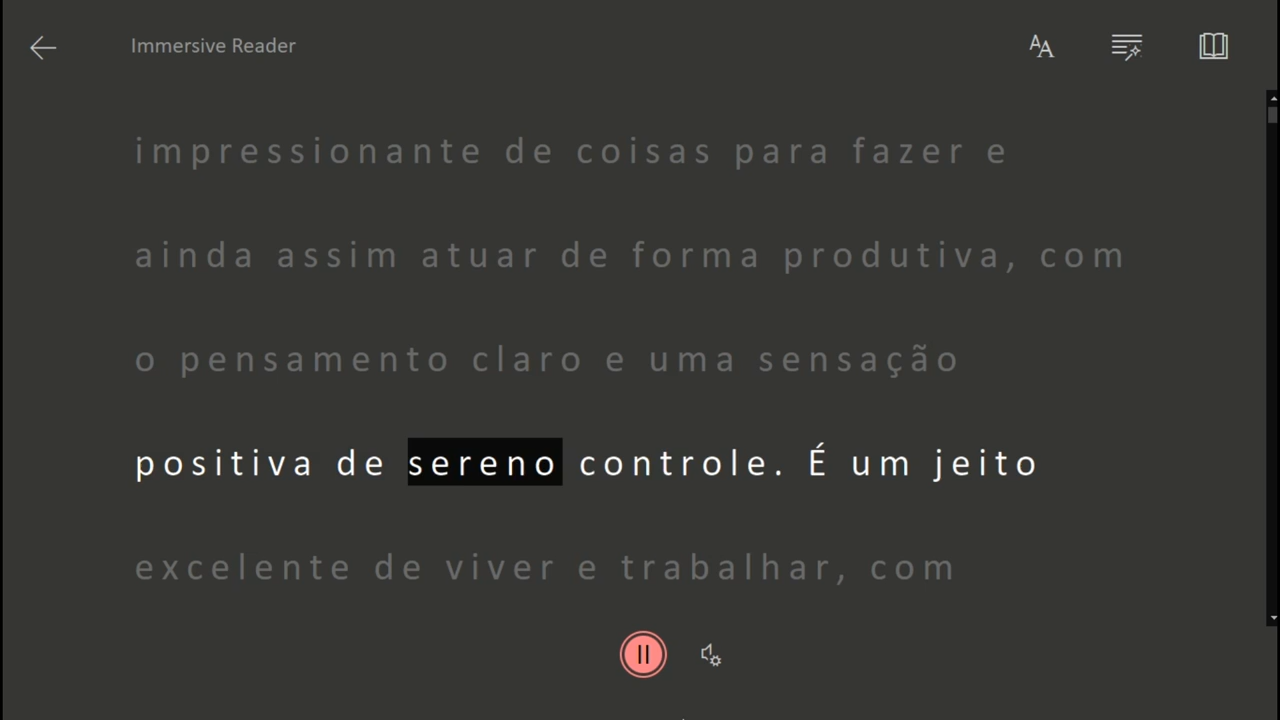 Immersive Reader
impressionante de coisas para fazer e
ainda assim atuar de forma produtiva, com
o pensamento claro e uma sensação
positiva de sereno controle. É um jeito
excelente de viver e trabalhar, com